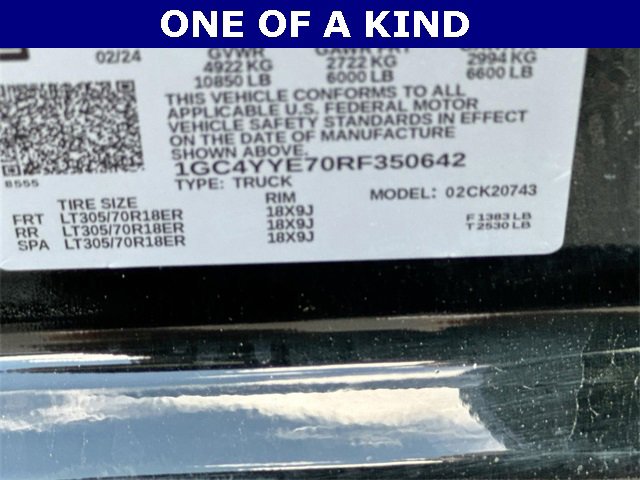 ONE OF A KIND
02/24
GVWR GAWR FRT
4922 KG 2722 KG 2994 KG
10850 LB 6000 LB 6600 LB
THIS VEHICLE CONFORMS TO ALL
APPLICABLE U.S. FEDERAL MOTOR
VEHICLE SAFETY STANDARDS IN EFFECT
ON THE DATE OF MANUFACTURE
SHOWN ABOVE.
1GC4YYE70RF350642
TYPE: TRUCK MODEL: 02CK20743
B555
TIRE SIZE RIM
FRT LT305/70R18ER 18X9J F 1383 LB
RR LT305/70R18ER 18X9J T 2530 LB
SPA LT305/70R18ER 18X9J